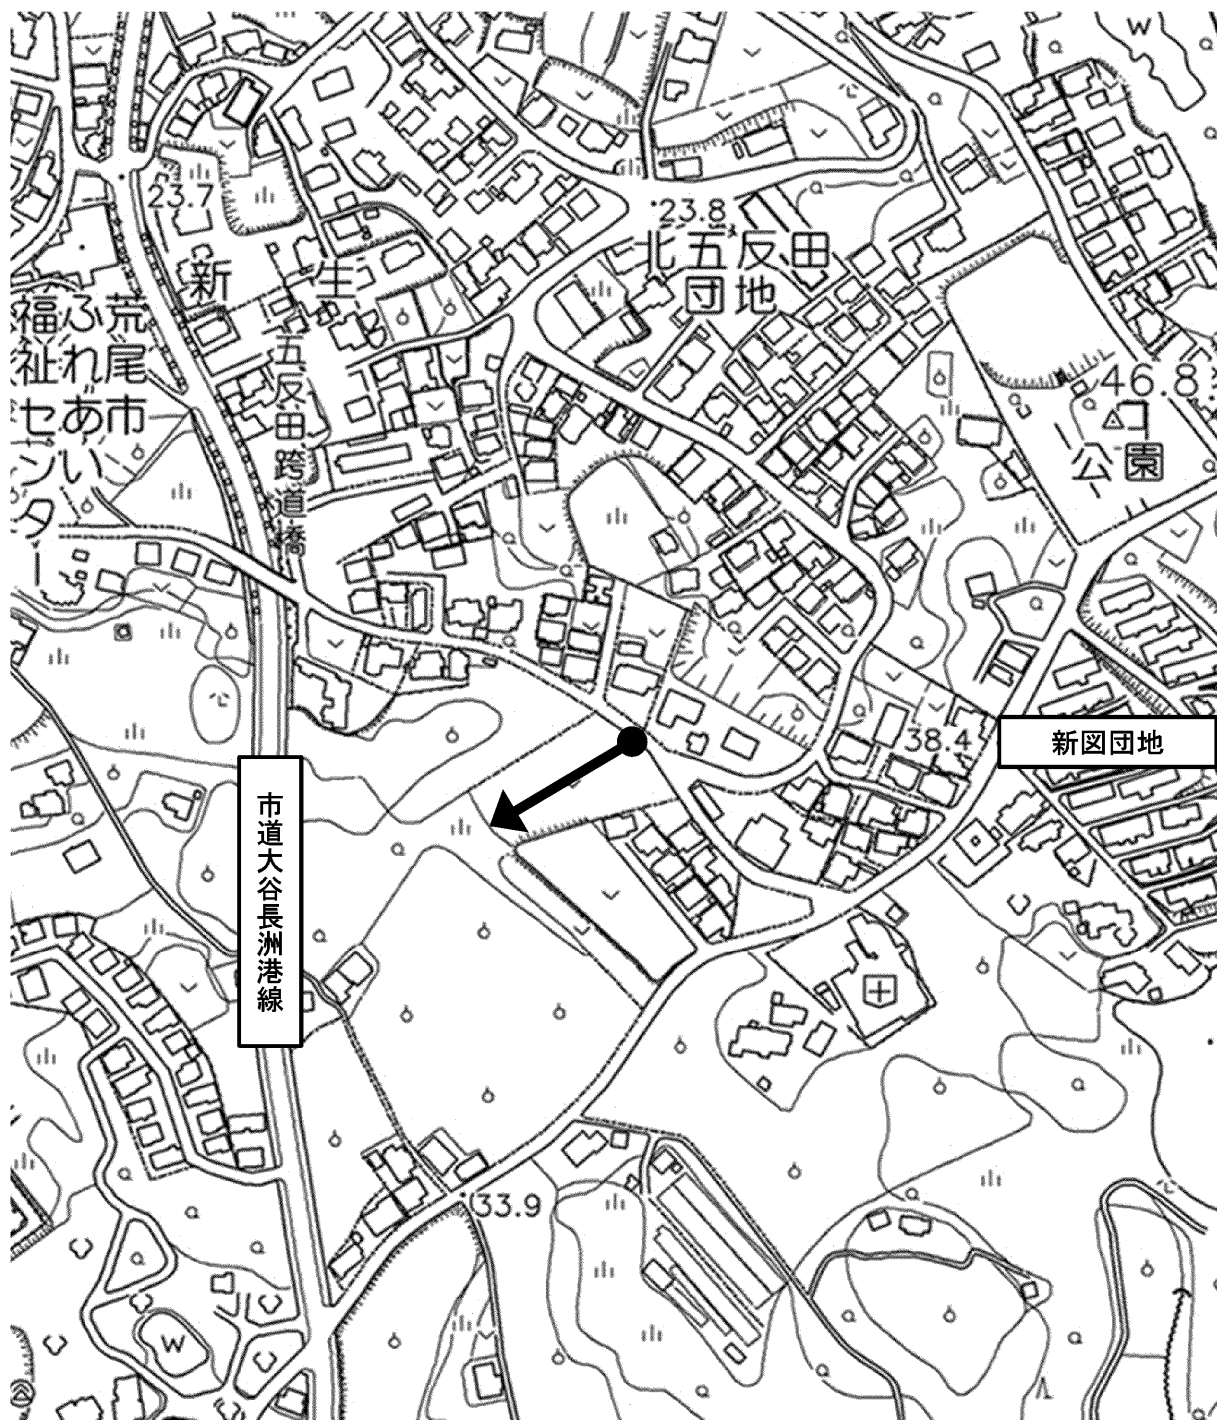 W
23.7
23.8
北五反田
団地
新生
荒尾市
ふれあい
福祉センター
五反田跨道橋
46.8
公園
38.4
新図団地
市道大谷長洲港線
33.9
W